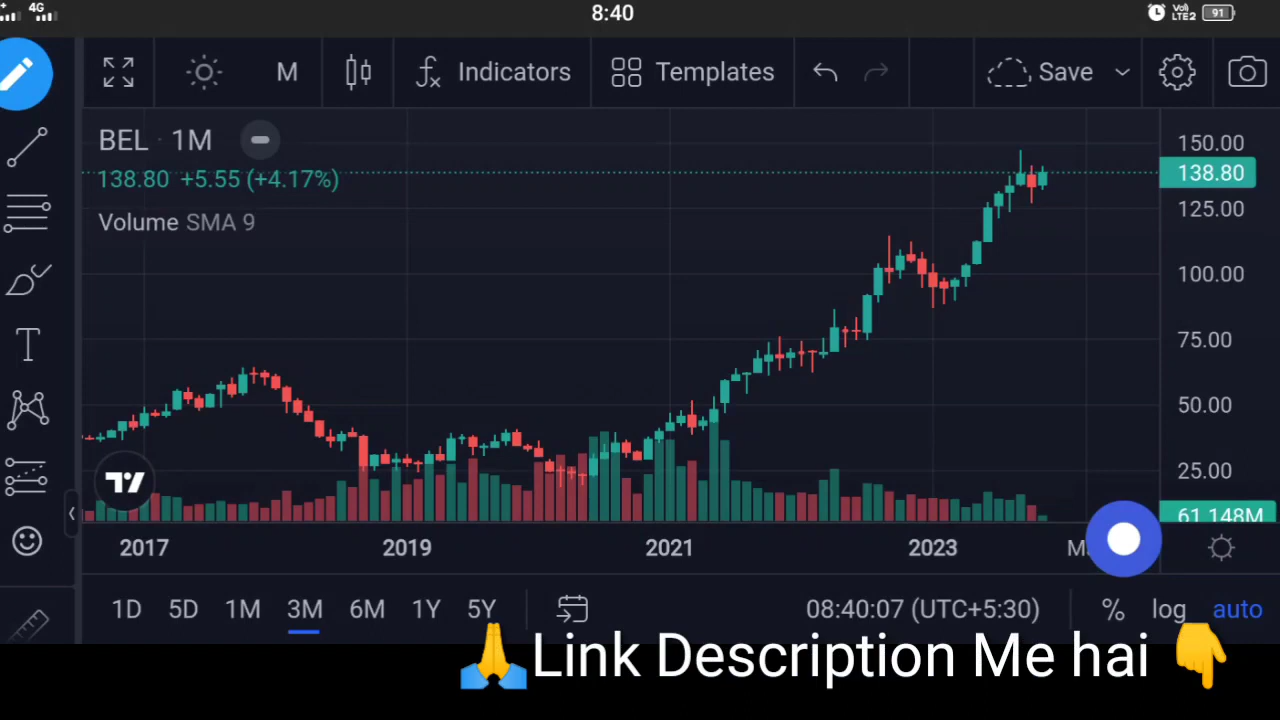 4G 8:40 Vol) LTE2 91
M Indicators Templates Save
BEL · 1M
138.80 +5.55 (+4.17%)
Volume SMA 9
150.00
138.80
125.00
100.00
75.00
50.00
25.00
61.148M
T
2017 2019 2021 2023
1D 5D 1M 3M 6M 1Y 5Y 08:40:07 (UTC+5:30) % log auto
🙏Link Description Me hai 👇